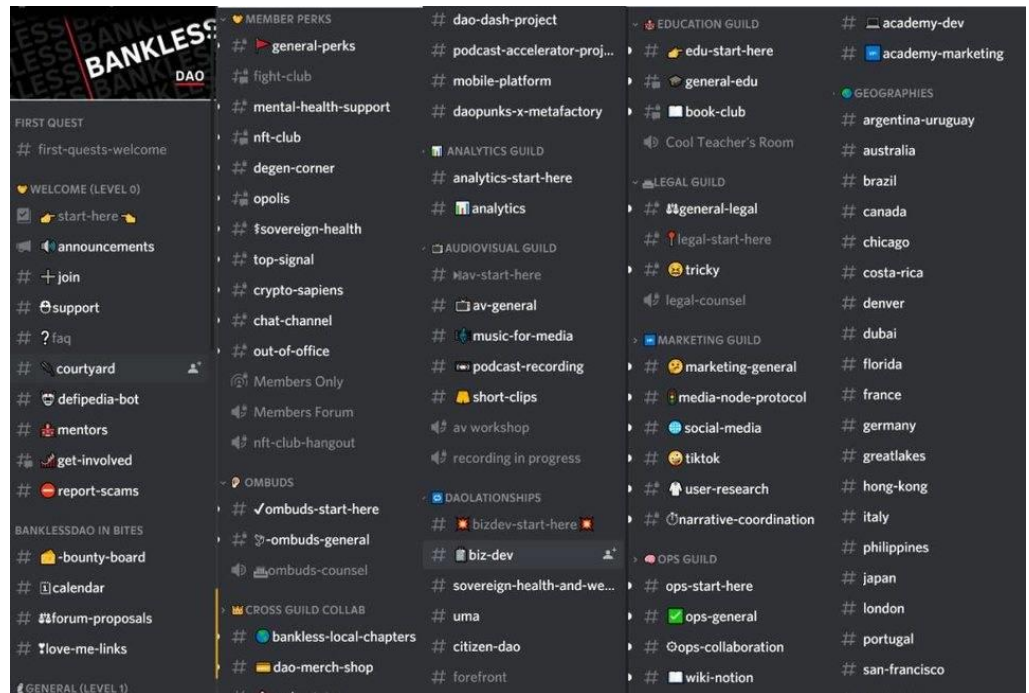 BANKLESS
DAO
FIRST QUEST
# first-quests-welcome
WELCOME (LEVEL 0)
👉start-here👈
announcements
# ➕join
# support
# ❓faq
# courtyard
# defipedia-bot
# mentors
get-involved
# ⛔report-scams
BANKLESSDAO IN BITES
# -bounty-board
# calendar
# forum-proposals
# love-me-links
GENERAL (LEVEL 1)
MEMBER PERKS
# 🚩general-perks
# fight-club
# mental-health-support
# nft-club
# degen-corner
# opolis
# sovereign-health
# top-signal
# crypto-sapiens
# chat-channel
# out-of-office
Members Only
Members Forum
nft-club-hangout
OMBUDS
# ✓ombuds-start-here
# -ombuds-general
ombuds-counsel
CROSS GUILD COLLAB
# bankless-local-chapters
# 💳dao-merch-shop
# dao-dash-project
# podcast-accelerator-proj...
# mobile-platform
# daopunks-x-metafactory
📊 ANALYTICS GUILD
# analytics-start-here
# 📊analytics
📺AUDIOVISUAL GUILD
# av-start-here
# 📺av-general
# 🎼music-for-media
# 📼podcast-recording
# 🩳short-clips
av workshop
recording in progress
🔁DAOLATIONSHIPS
# 💥bizdev-start-here💥
# 📋biz-dev
# sovereign-health-and-we...
# uma
# citizen-dao
# forefront
EDUCATION GUILD
# 👉edu-start-here
# 🎓general-edu
# 📖book-club
Cool Teacher's Room
LEGAL GUILD
# general-legal
# 📍legal-start-here
# tricky
legal-counsel
MARKETING GUILD
# 🤔marketing-general
# 🚦media-node-protocol
# 🌐social-media
# tiktok
# user-research
# ⏱narrative-coordination
🧠OPS GUILD
# ops-start-here
# ✅ops-general
# ops-collaboration
# 📖wiki-notion
# 💻academy-dev
# academy-marketing
GEOGRAPHIES
# argentina-uruguay
# australia
# brazil
# canada
# chicago
# costa-rica
# denver
# dubai
# florida
# france
# germany
# greatlakes
# hong-kong
# italy
# philippines
# japan
# london
# portugal
# san-francisco